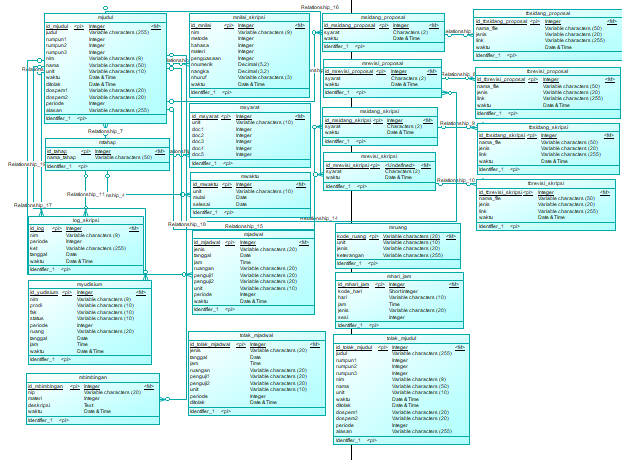 Relationship_16
mjudul
id_mjudul <pi> Integer <M>
judul Variable characters (255)
rumpun1 Integer
rumpun2 Integer
rumpun3 Integer
nim Variable characters (9)
nama Variable characters (50)
unit Variable characters (10)
waktu Date & Time
ditolak Date & Time
dospem1 Variable characters (20)
dospem2 Variable characters (20)
periode Integer
alasan Variable characters (255)
Identifier_1 <pi>
mnilai_skripsi
id_mnilai <pi> Integer <M>
nim Variable characters (9)
metode Integer
bahasa Integer
materi Integer
penguasaan Integer
nnumerik Decimal (5,2)
nangka Decimal (3,2)
nhuruf Variable characters (3)
waktu Date & Time
Identifier_1 <pi>
msidang_proposal
id_msidang_proposal <pi> Integer <M>
syarat Characters (2)
waktu Date & Time
Identifier_1 <pi>
tbsidang_proposal
id_tbsidang_proposal <pi> Integer <M>
nama_file Variable characters (50)
jenis Variable characters (20)
link Variable characters (255)
waktu Date & Time
Identifier_1 <pi>
mrevisi_proposal
id_mrevisi_proposal <pi> Integer <M>
syarat Characters (2)
waktu Date & Time
Identifier_1 <pi>
tbrevisi_proposal
id_tbrevisi_proposal <pi> Integer <M>
nama_file Variable characters (50)
jenis Variable characters (20)
link Variable characters (255)
waktu Date & Time
Identifier_1 <pi>
msyarat
id_msyarat <pi> Integer <M>
unit Variable characters (10)
doc1 Integer
doc2 Integer
doc3 Integer
doc4 Integer
doc5 Integer
Identifier_1 <pi>
msidang_skripsi
id_msidang_skripsi <pi> Integer <M>
syarat Characters (2)
waktu Date & Time
Identifier_1 <pi>
tbsidang_skripsi
id_tbsidang_skripsi <pi> Integer <M>
nama_file Variable characters (50)
jenis Variable characters (20)
link Variable characters (255)
waktu Date & Time
Identifier_1 <pi>
Relationship_7
mtahap
id_tahap <pi> Integer <M>
nama_tahap Variable characters (50)
Identifier_1 <pi>
mrevisi_skripsi
id_mrevisi_skripsi <pi> <Undefined> <M>
syarat Characters (2)
waktu Date & Time
Identifier_1 <pi>
Relationship_10
tbrevisi_skripsi
id_tbrevisi_skripsi <pi> Integer <M>
nama_file Variable characters (50)
jenis Variable characters (20)
link Variable characters (255)
waktu Date & Time
Identifier_1 <pi>
mwaktu
id_mwaktu <pi> Integer <M>
unit Variable characters (10)
mulai Date
selesai Date
Identifier_1 <pi>
Relationship_17
Relationship_18
Relationship_15
Relationship_14
log_skripsi
id_log <pi> Integer <M>
nim Variable characters (9)
periode Integer
ket Variable characters (255)
tanggal Date
waktu Date & Time
Identifier_1 <pi>
mjadwal
id_mjadwal <pi> Integer <M>
jenis Variable characters (20)
tanggal Date
jam Time
ruangan Variable characters (20)
penguji1 Variable characters (20)
penguji2 Variable characters (20)
unit Variable characters (10)
periode Integer
waktu Date & Time
Identifier_1 <pi>
mruang
kode_ruang <pi> Variable characters (20) <M>
unit Variable characters (10)
jenis Variable characters (20)
keterangan Variable characters (255)
Identifier_1 <pi>
myudisium
id_yudisium <pi> Integer <M>
nim Variable characters (9)
prodi Variable characters (10)
fak Variable characters (10)
status Variable characters (10)
periode Integer
ruang Variable characters (20)
tanggal Date
jam Time
waktu Date & Time
Identifier_1 <pi>
mhari_jam
id_mhari_jam <pi> Integer <M>
kode_hari Short integer
hari Variable characters (10)
jam Time
jenis Variable characters (20)
sesi Integer
Identifier_1 <pi>
tolak_mjadwal
id_tolak_mjadwal <pi> Integer <M>
jenis Variable characters (20)
tanggal Date
jam Time
ruangan Variable characters (20)
penguji1 Variable characters (20)
penguji2 Variable characters (20)
unit Variable characters (10)
periode Integer
ditolak Date & Time
Identifier_1 <pi>
tolak_mjudul
id_tolak_mjudul <pi> Integer <M>
judul Variable characters (255)
rumpun1 Integer
rumpun2 Integer
rumpun3 Integer
nim Variable characters (9)
nama Variable characters (50)
unit Variable characters (10)
waktu Date & Time
ditolak Date & Time
dospem1 Variable characters (20)
dospem2 Variable characters (20)
periode Integer
alasan Variable characters (255)
Identifier_1 <pi>
mbimbingan
id_mbimbingan <pi> Integer <M>
nip Variable characters (20)
materi Integer
deskripsi Text
waktu Date & Time
Identifier_1 <pi>